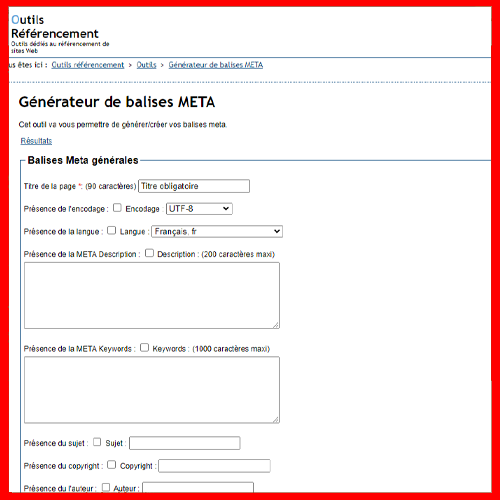 Outils
Référencement
Outils dédiés au référencement de
sites Web
us êtes ici : Outils référencement > Outils > Générateur de balises META
Générateur de balises META
Cet outil va vous permettre de générer/créer vos balises meta.
Résultats
Balises Meta générales
Titre de la page *: (90 caractères) Titre obligatoire
Présence de l'encodage : Encodage : UTF-8
Présence de la langue : Langue : Français, fr
Présence de la META Description : Description : (200 caractères maxi)
Présence de la META Keywords : Keywords : (1000 caractères maxi)
Présence du sujet : Sujet :
Présence du copyright : Copyright :
Présence du l'auteur : Auteur :